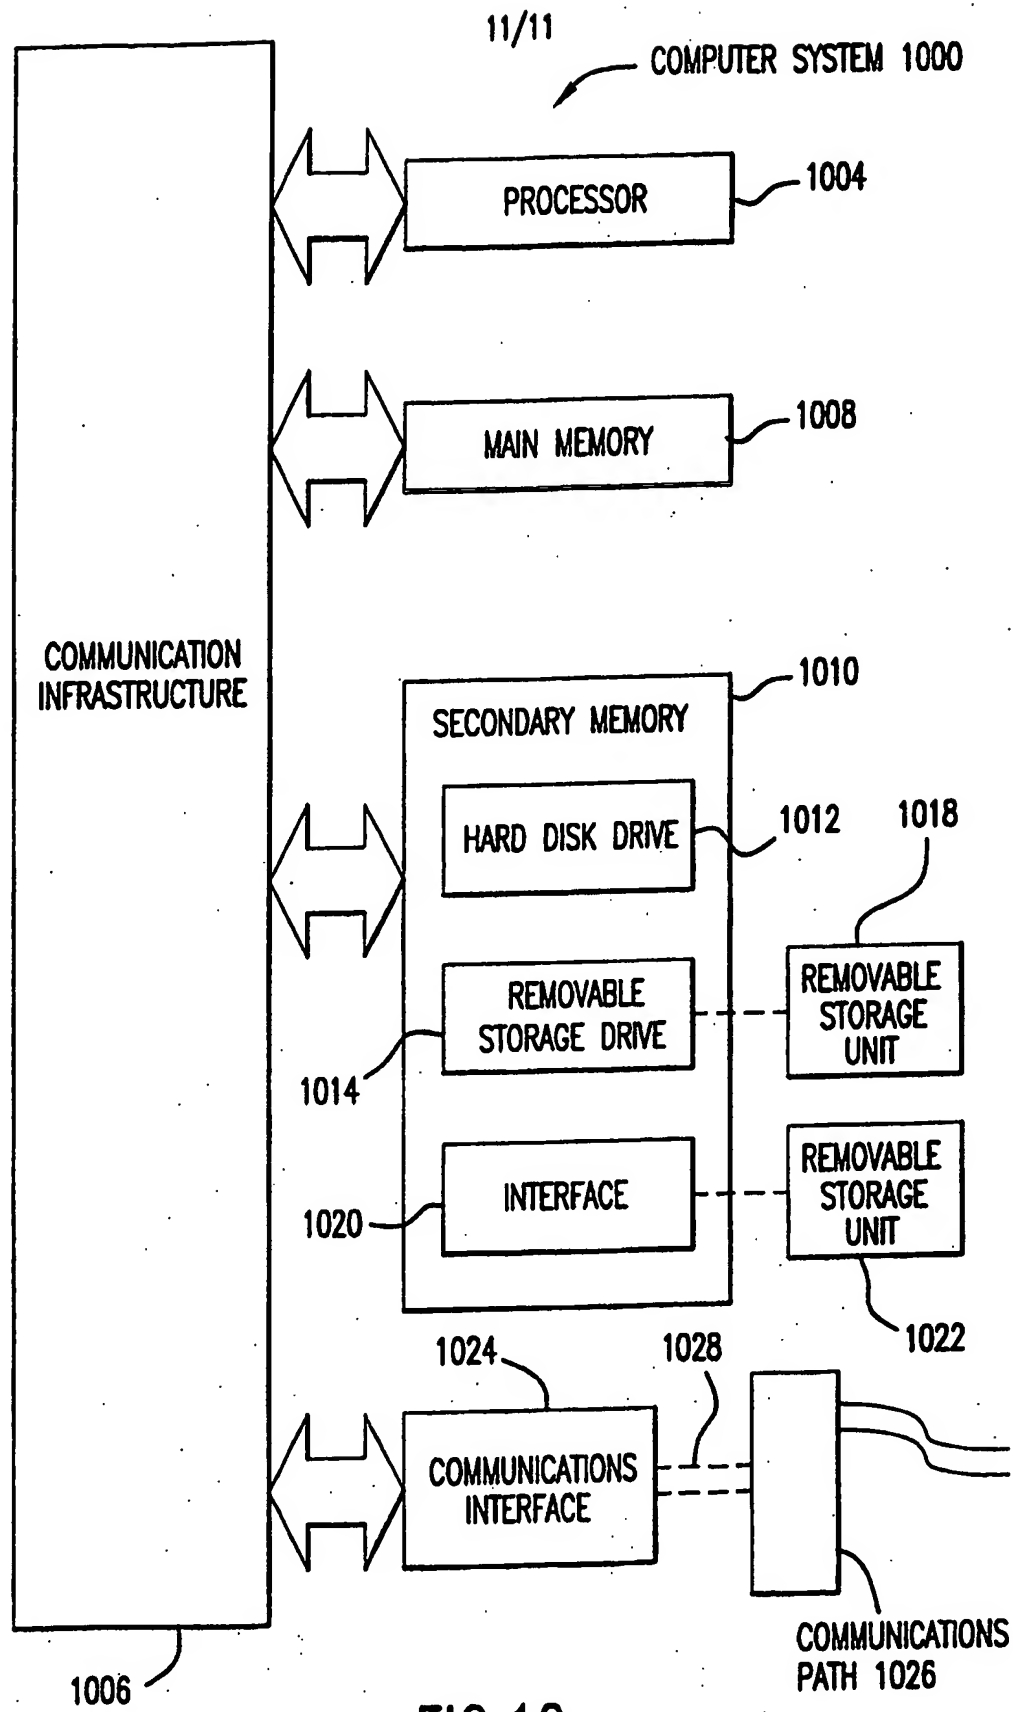 11/11
COMPUTER SYSTEM 1000
PROCESSOR
1004
MAIN MEMORY
1008
COMMUNICATION
INFRASTRUCTURE
1010
SECONDARY MEMORY
HARD DISK DRIVE
1012
1018
REMOVABLE
STORAGE DRIVE
1014
REMOVABLE
STORAGE
UNIT
INTERFACE
1020
REMOVABLE
STORAGE
UNIT
1022
1024
1028
COMMUNICATIONS
INTERFACE
COMMUNICATIONS
PATH 1026
1006